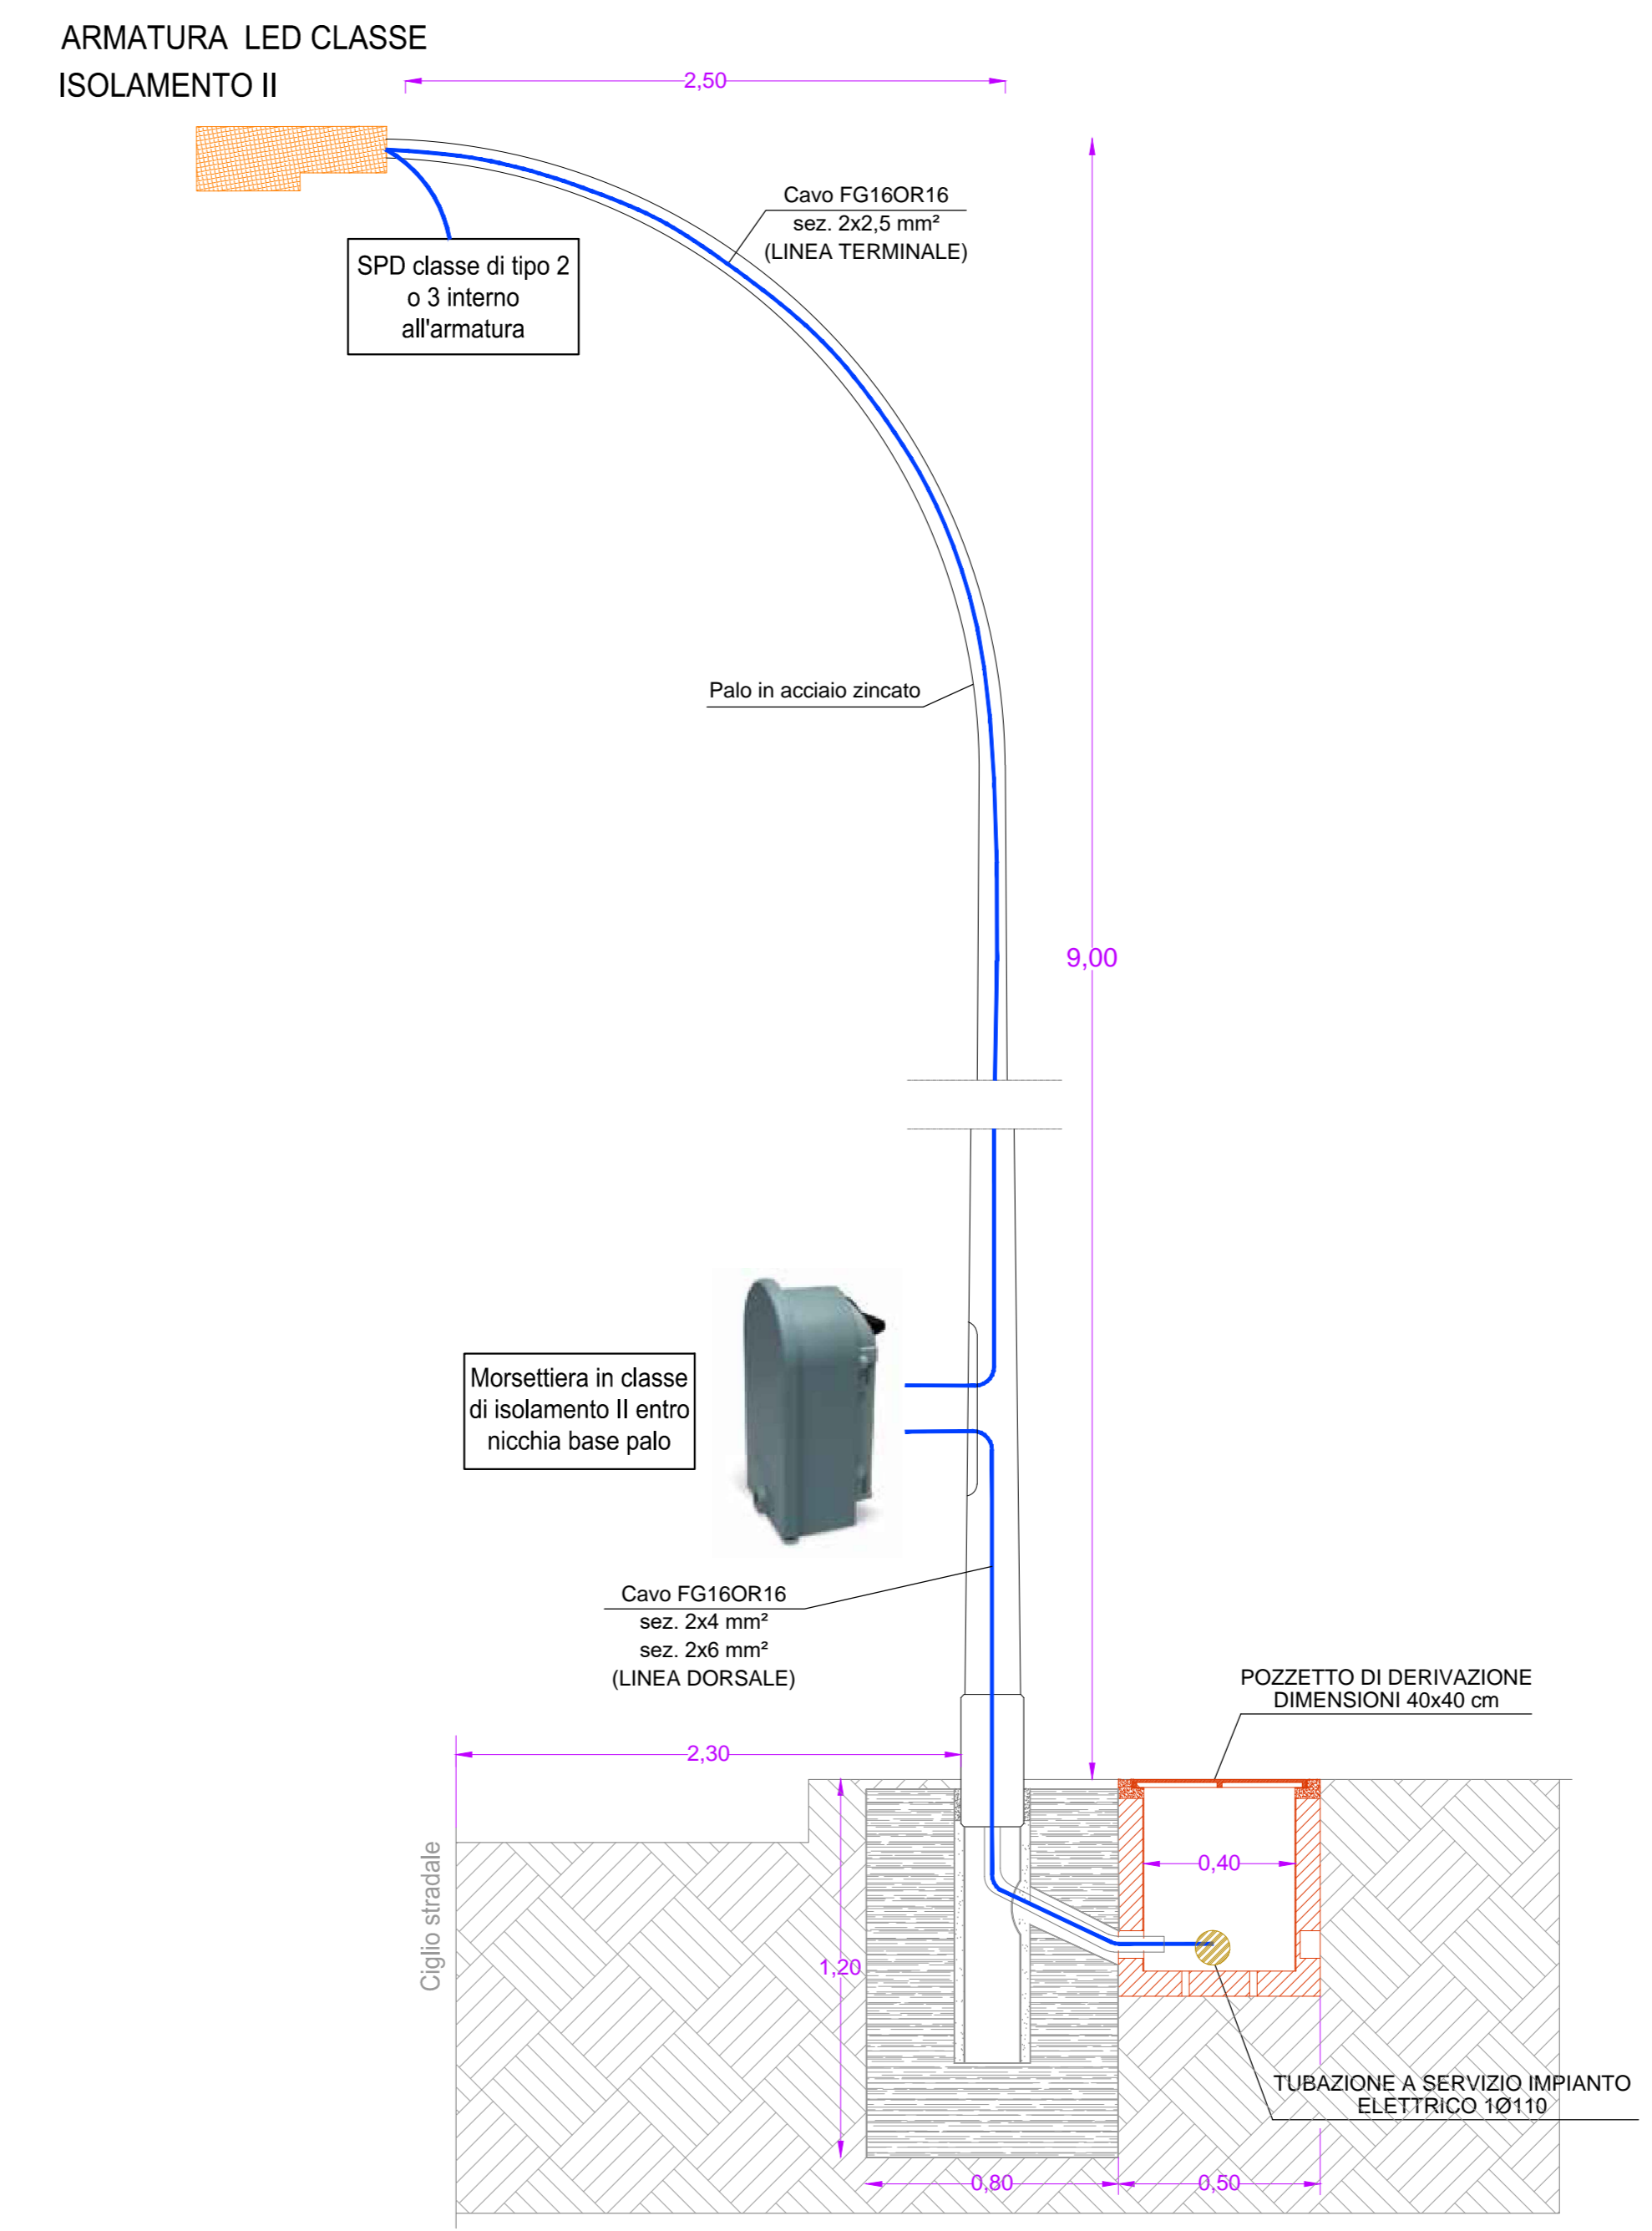 ARMATURA LED CLASSE
ISOLAMENTO II
2,50
Cavo FG16OR16
sez. 2x2,5 mm²
(LINEA TERMINALE)
SPD classe di tipo 2
o 3 interno
all'armatura
Palo in acciaio zincato
9,00
Morsettiera in classe
di isolamento II entro
nicchia base palo
Cavo FG16OR16
sez. 2x4 mm²
sez. 2x6 mm²
(LINEA DORSALE)
POZZETTO DI DERIVAZIONE
DIMENSIONI 40x40 cm
2,30
Ciglio stradale
0,40
1,20
TUBAZIONE A SERVIZIO IMPIANTO
ELETTRICO 1Ø110
0,80
0,50